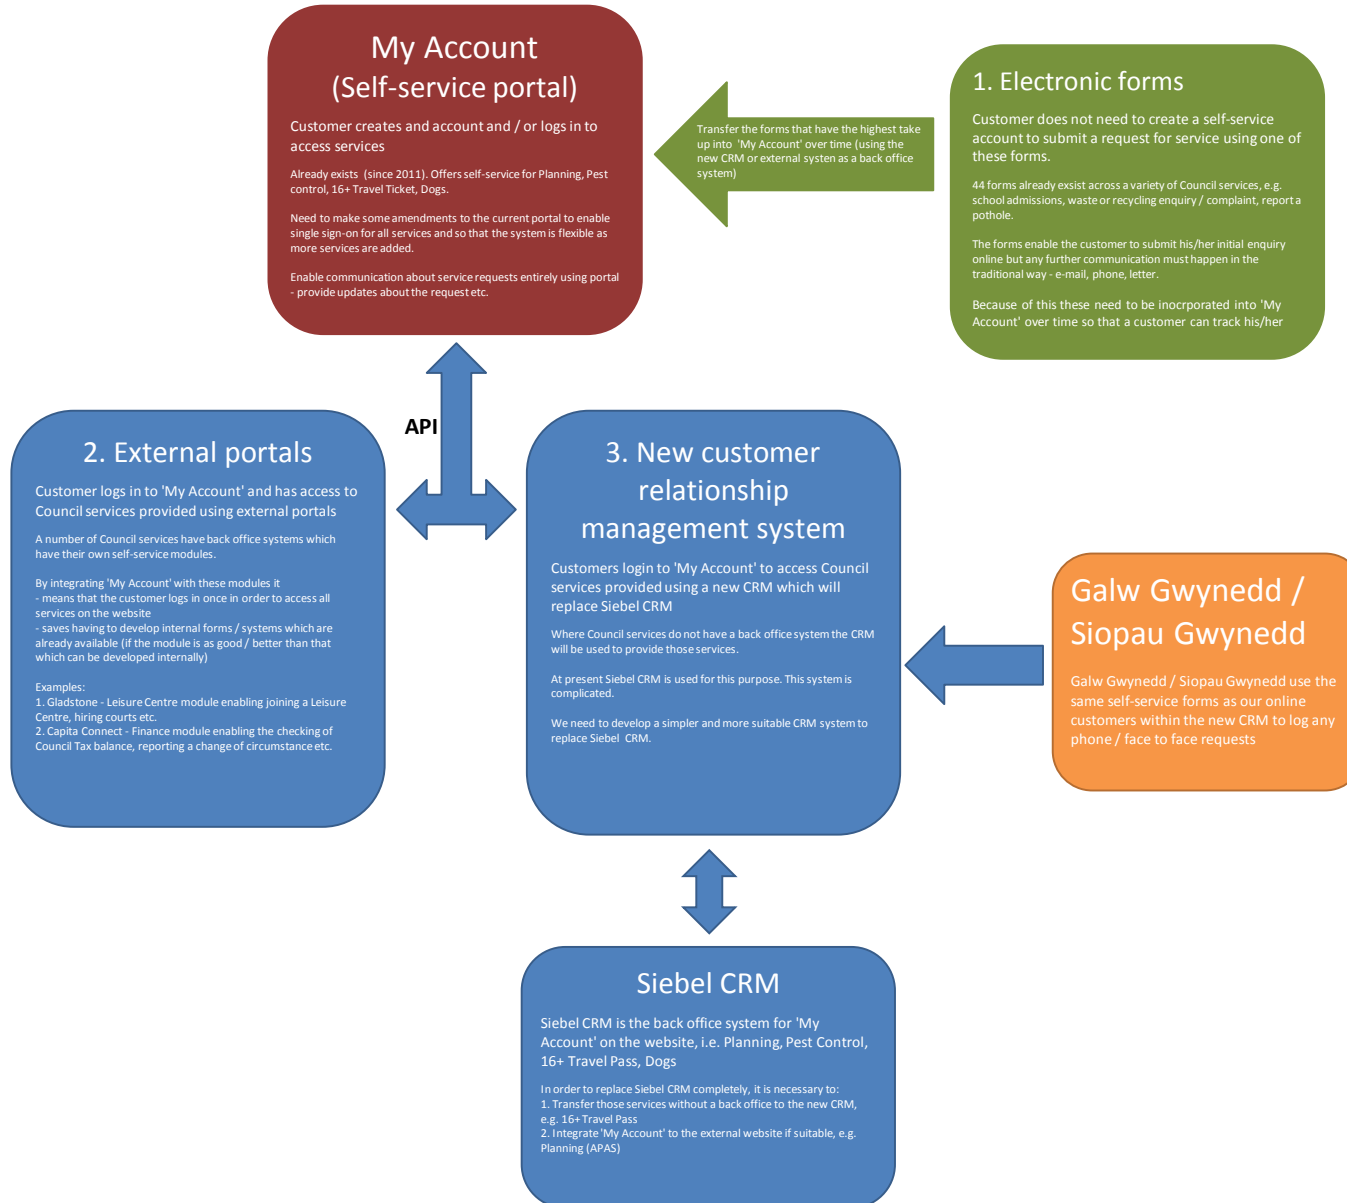 My Account
(Self-service portal)
Customer creates and account and / or logs in to
access services
Already exists (since 2011). Offers self-service for Planning, Pest
control, 16+ Travel Ticket, Dogs.
Need to make some amendments to the current portal to enable
single sign-on for all services and so that the system is flexible as
more services are added.
Enable communication about service requests entirely using portal
- provide updates about the request etc.
Transfer the forms that have the highest take
up into 'My Account' over time (using the
new CRM or external systen as a back office
system)
1. Electronic forms
Customer does not need to create a self-service
account to submit a request for service using one of
these forms.
44 forms already exsist across a variety of Council services, e.g.
school admissions, waste or recycling enquiry / complaint, report a
pothole.
The forms enable the customer to submit his/her initial enquiry
online but any further communication must happen in the
traditional way - e-mail, phone, letter.
Because of this these need to be inocrporated into 'My
Account' over time so that a customer can track his/her
API
2. External portals
Customer logs in to 'My Account' and has access to
Council services provided using external portals
A number of Council services have back office systems which
have their own self-service modules.
By integrating 'My Account' with these modules it
- means that the customer logs in once in order to access all
services on the website
- saves having to develop internal forms / systems which are
already available (if the module is as good / better than that
which can be developed internally)
Examples:
1. Gladstone - Leisure Centre module enabling joining a Leisure
Centre, hiring courts etc.
2. Capita Connect - Finance module enabling the checking of
Council Tax balance, reporting a change of circumstance etc.
3. New customer
relationship
management system
Customers login to 'My Account' to access Council
services provided using a new CRM which will
replace Siebel CRM
Where Council services do not have a back office system the CRM
will be used to provide those services.
At present Siebel CRM is used for this purpose. This system is
complicated.
We need to develop a simpler and more suitable CRM system to
replace Siebel CRM.
Galw Gwynedd /
Siopau Gwynedd
Galw Gwynedd / Siopau Gwynedd use the
same self-service forms as our online
customers within the new CRM to log any
phone / face to face requests
Siebel CRM
Siebel CRM is the back office system for 'My
Account' on the website, i.e. Planning, Pest Control,
16+ Travel Pass, Dogs
In order to replace Siebel CRM completely, it is necessary to:
1. Transfer those services without a back office to the new CRM,
e.g. 16+ Travel Pass
2. Integrate 'My Account' to the external website if suitable, e.g.
Planning (APAS)